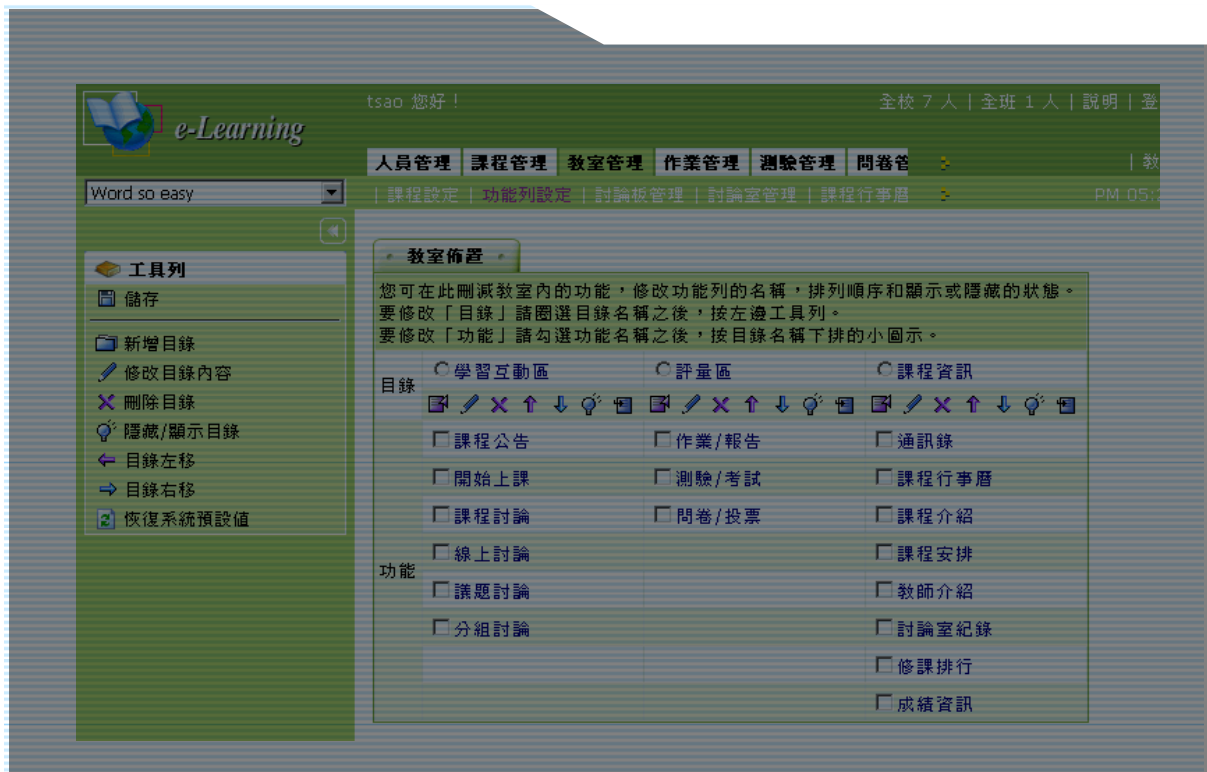 tsao 您好！
全校 7 人 | 全班 1 人 | 說明 | 登
e-Learning
人員管理 課程管理 教室管理 作業管理 測驗管理 問卷管
| 教
Word so easy
| 課程設定 | 功能列設定 | 討論板管理 | 討論室管理 | 課程行事曆
PM 05:2
工具列
儲存
新增目錄
修改目錄內容
刪除目錄
隱藏/顯示目錄
目錄左移
目錄右移
恢復系統預設值
教室佈置
您可在此刪減教室內的功能，修改功能列的名稱，排列順序和顯示或隱藏的狀態。
要修改「目錄」請圈選目錄名稱之後，按左邊工具列。
要修改「功能」請勾選功能名稱之後，按目錄名稱下排的小圖示。
目錄 學習互動區 評量區 課程資訊
課程公告 作業/報告 通訊錄
開始上課 測驗/考試 課程行事曆
課程討論 問卷/投票 課程介紹
線上討論 課程安排
功能
議題討論 教師介紹
分組討論 討論室紀錄
修課排行
成績資訊